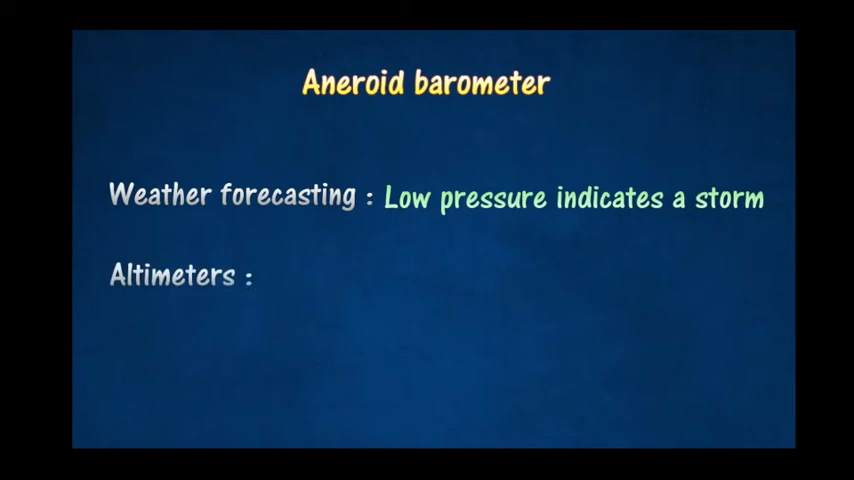 Aneroid barometer
Weather forecasting : Low pressure indicates a storm
Altimeters :